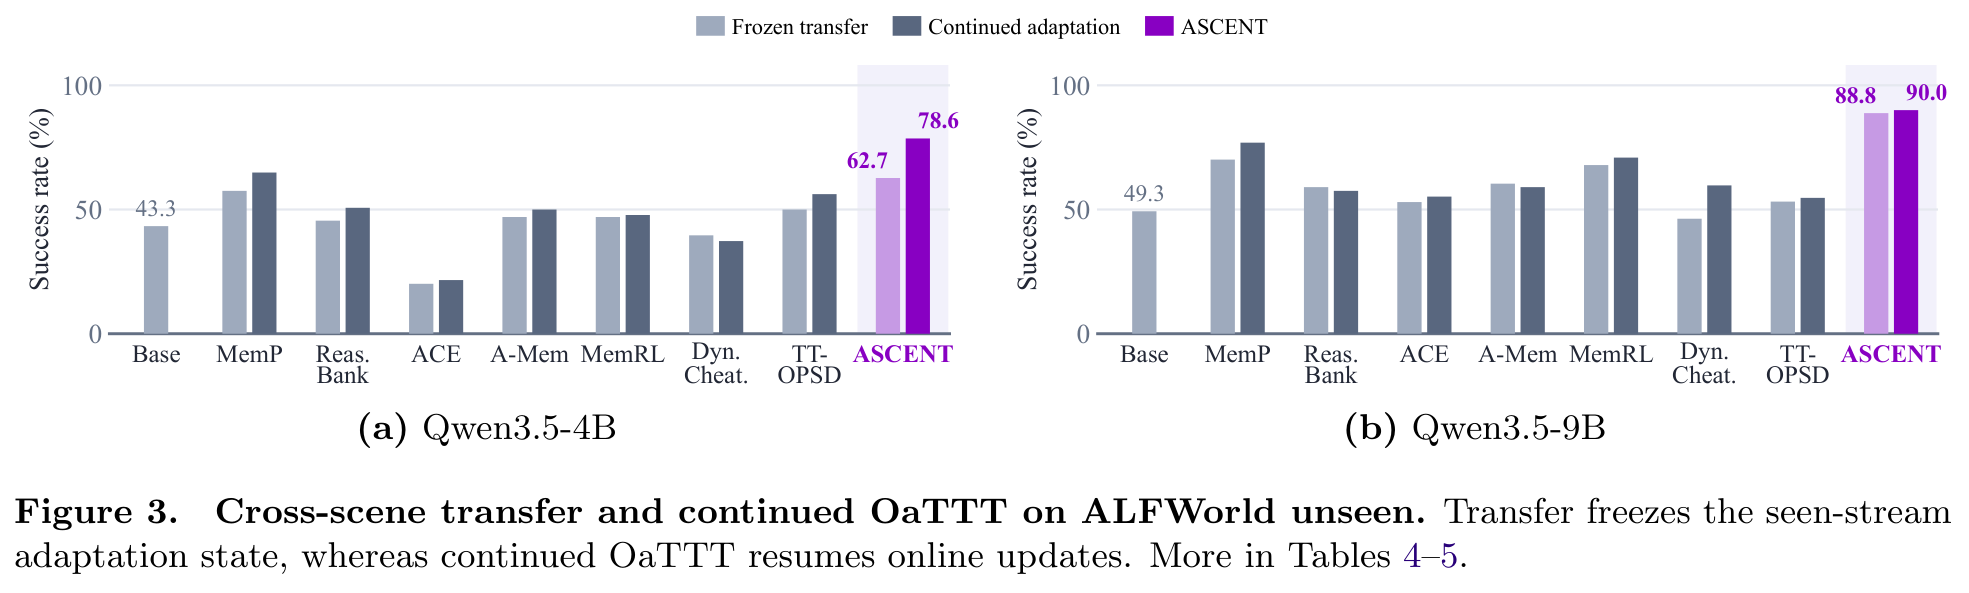 Frozen transfer Continued adaptation ASCENT
Success rate (%)
100
50
0
43.3
62.7
78.6
Base MemP Reas. Bank ACE A-Mem MemRL Dyn. Cheat. TT-OPSD ASCENT
(a) Qwen3.5-4B
Success rate (%)
100
50
0
49.3
88.8
90.0
Base MemP Reas. Bank ACE A-Mem MemRL Dyn. Cheat. TT-OPSD ASCENT
(b) Qwen3.5-9B
Figure 3. Cross-scene transfer and continued OaTTT on ALFWorld unseen. Transfer freezes the seen-stream
adaptation state, whereas continued OaTTT resumes online updates. More in Tables 4–5.